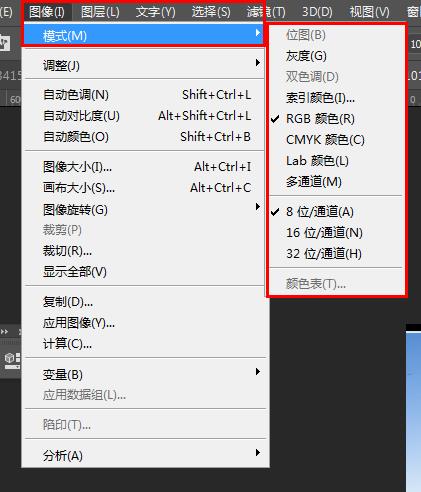 (E) 图像(I) 图层(L) 文字(Y) 选择(S) 滤镜(T) 3D(D) 视图(V)
模式(M)
调整(J)
自动色调(N) Shift+Ctrl+L
自动对比度(U) Alt+Shift+Ctrl+L
自动颜色(O) Shift+Ctrl+B
图像大小(I)... Alt+Ctrl+I
画布大小(S)... Alt+Ctrl+C
图像旋转(G)
裁剪(P)
裁切(R)...
显示全部(V)
复制(D)...
应用图像(Y)...
计算(C)...
变量(B)
应用数据组(L)...
陷印(T)...
分析(A)
位图(B)
灰度(G)
双色调(D)
索引颜色(I)...
RGB 颜色(R)
CMYK 颜色(C)
Lab 颜色(L)
多通道(M)
8 位/通道(A)
16 位/通道(N)
32 位/通道(H)
颜色表(T)...